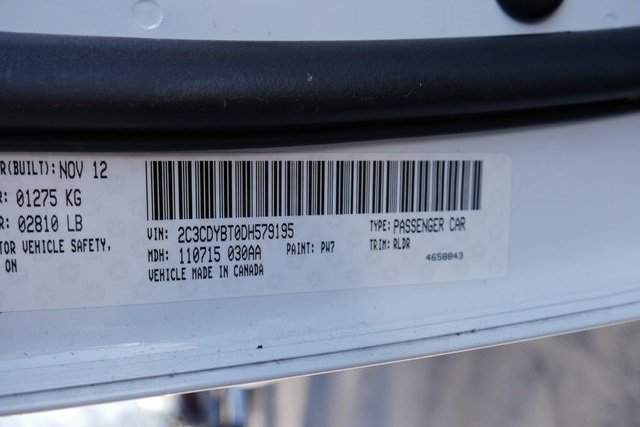 R(BUILT): NOV 12
R: 01275 KG
R: 02810 LB
TOR VEHICLE SAFETY,
ON
VIN: 2C3CDYBT0DH579195
TYPE: PASSENGER CAR
MDH: 110715 030AA
PAINT: PW7
TRIM: RLDR
VEHICLE MADE IN CANADA
4658843